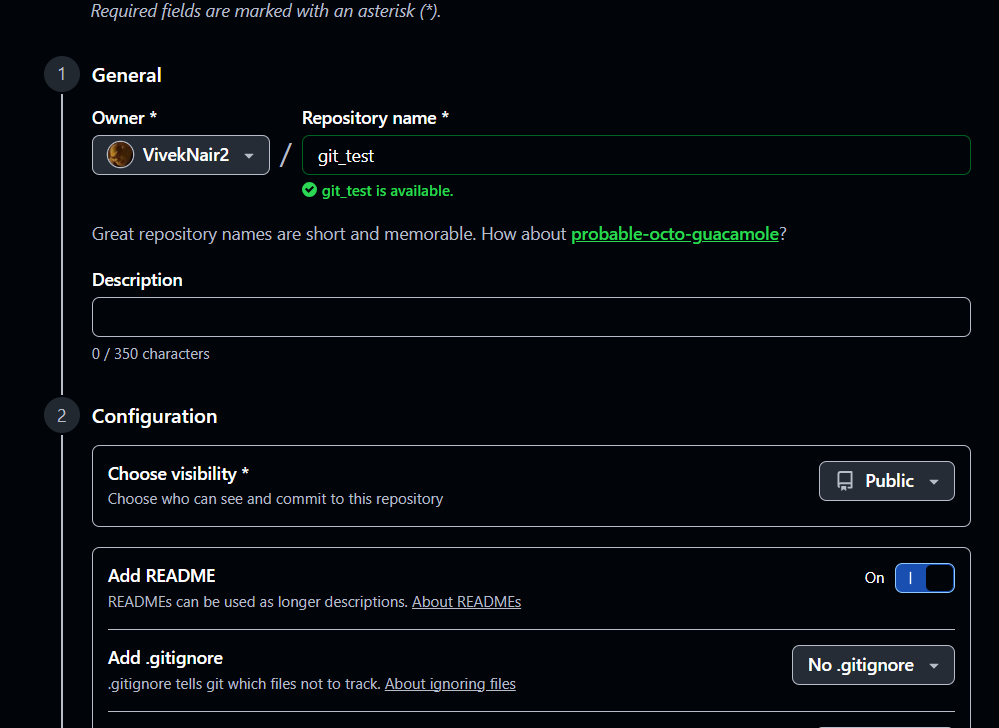 Required fields are marked with an asterisk (*).
1
General
Owner *
Repository name *
VivekNair2
/
git_test
git_test is available.
Great repository names are short and memorable. How about probable-octo-guacamole?
Description
0 / 350 characters
2
Configuration
Choose visibility *
Choose who can see and commit to this repository
Public
Add README
READMEs can be used as longer descriptions. About READMEs
On
Add .gitignore
.gitignore tells git which files not to track. About ignoring files
No .gitignore